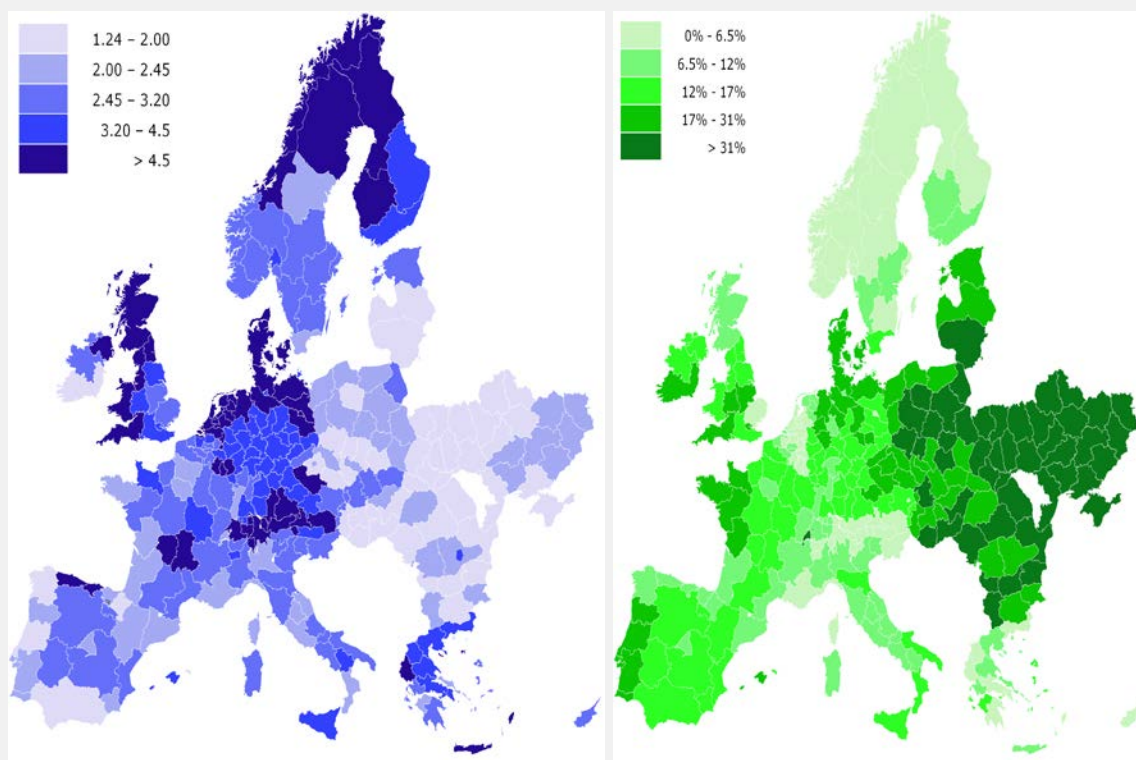 1.24 – 2.00
2.00 – 2.45
2.45 – 3.20
3.20 – 4.5
> 4.5
0% - 6.5%
6.5% - 12%
12% - 17%
17% - 31%
> 31%